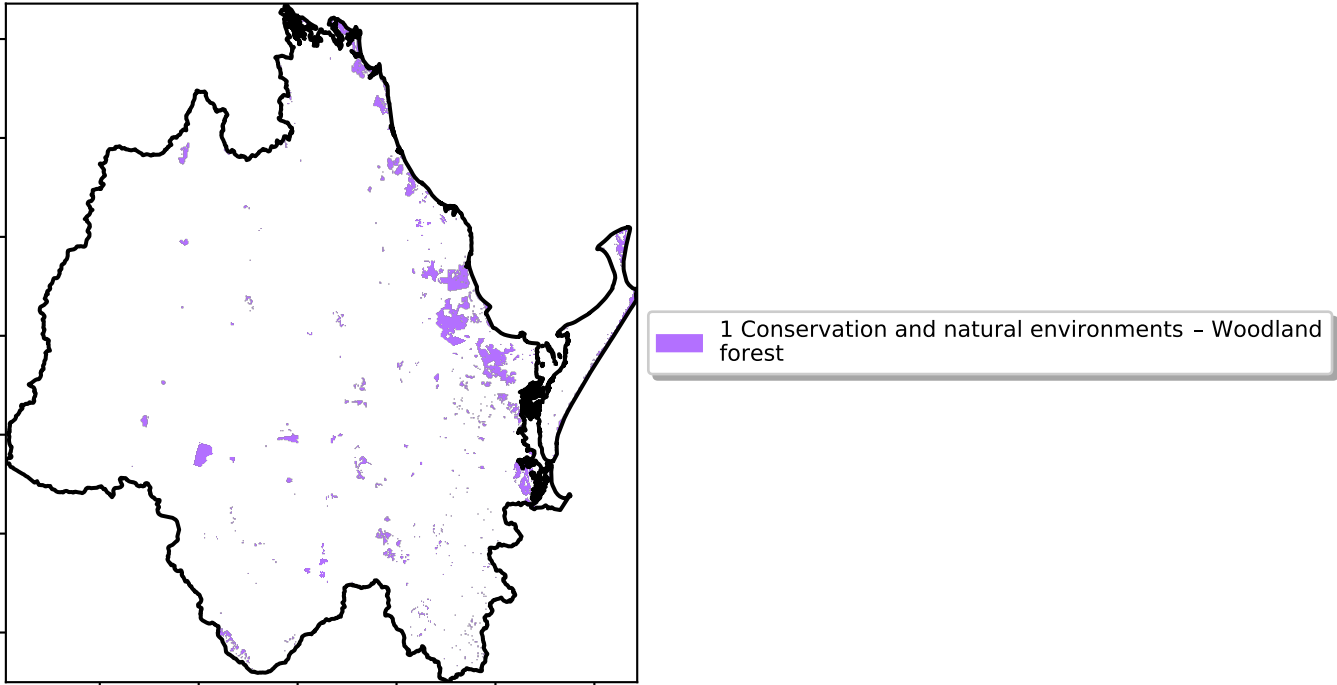 1 Conservation and natural environments – Woodland
forest